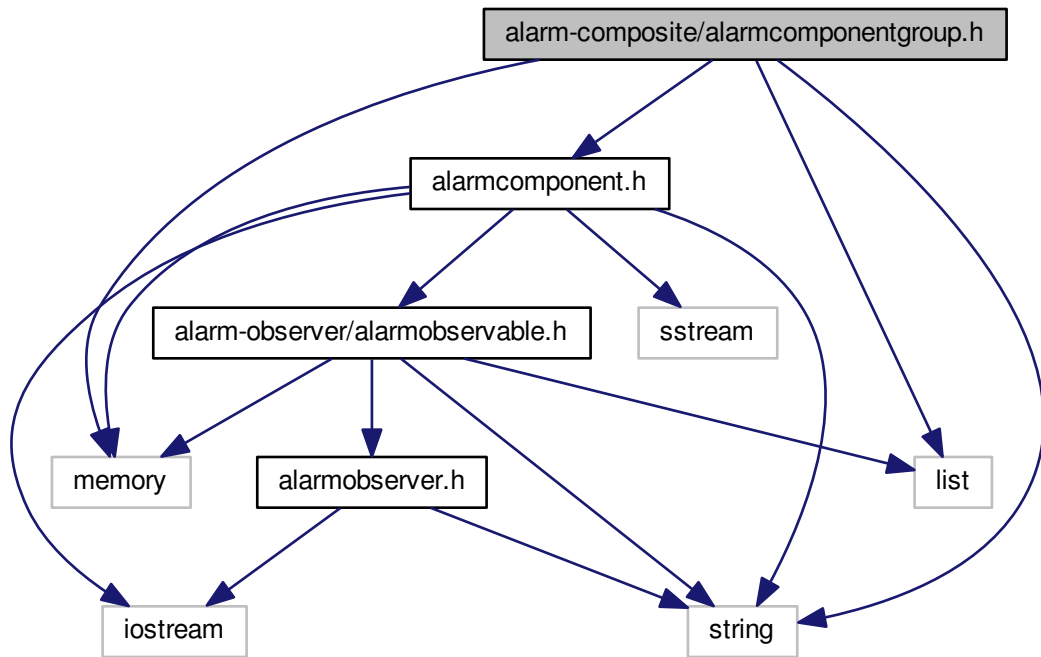 alarm-composite/alarmcomponentgroup.h
alarmcomponent.h
alarm-observer/alarmobservable.h
sstream
memory
alarmobserver.h
list
iostream
string